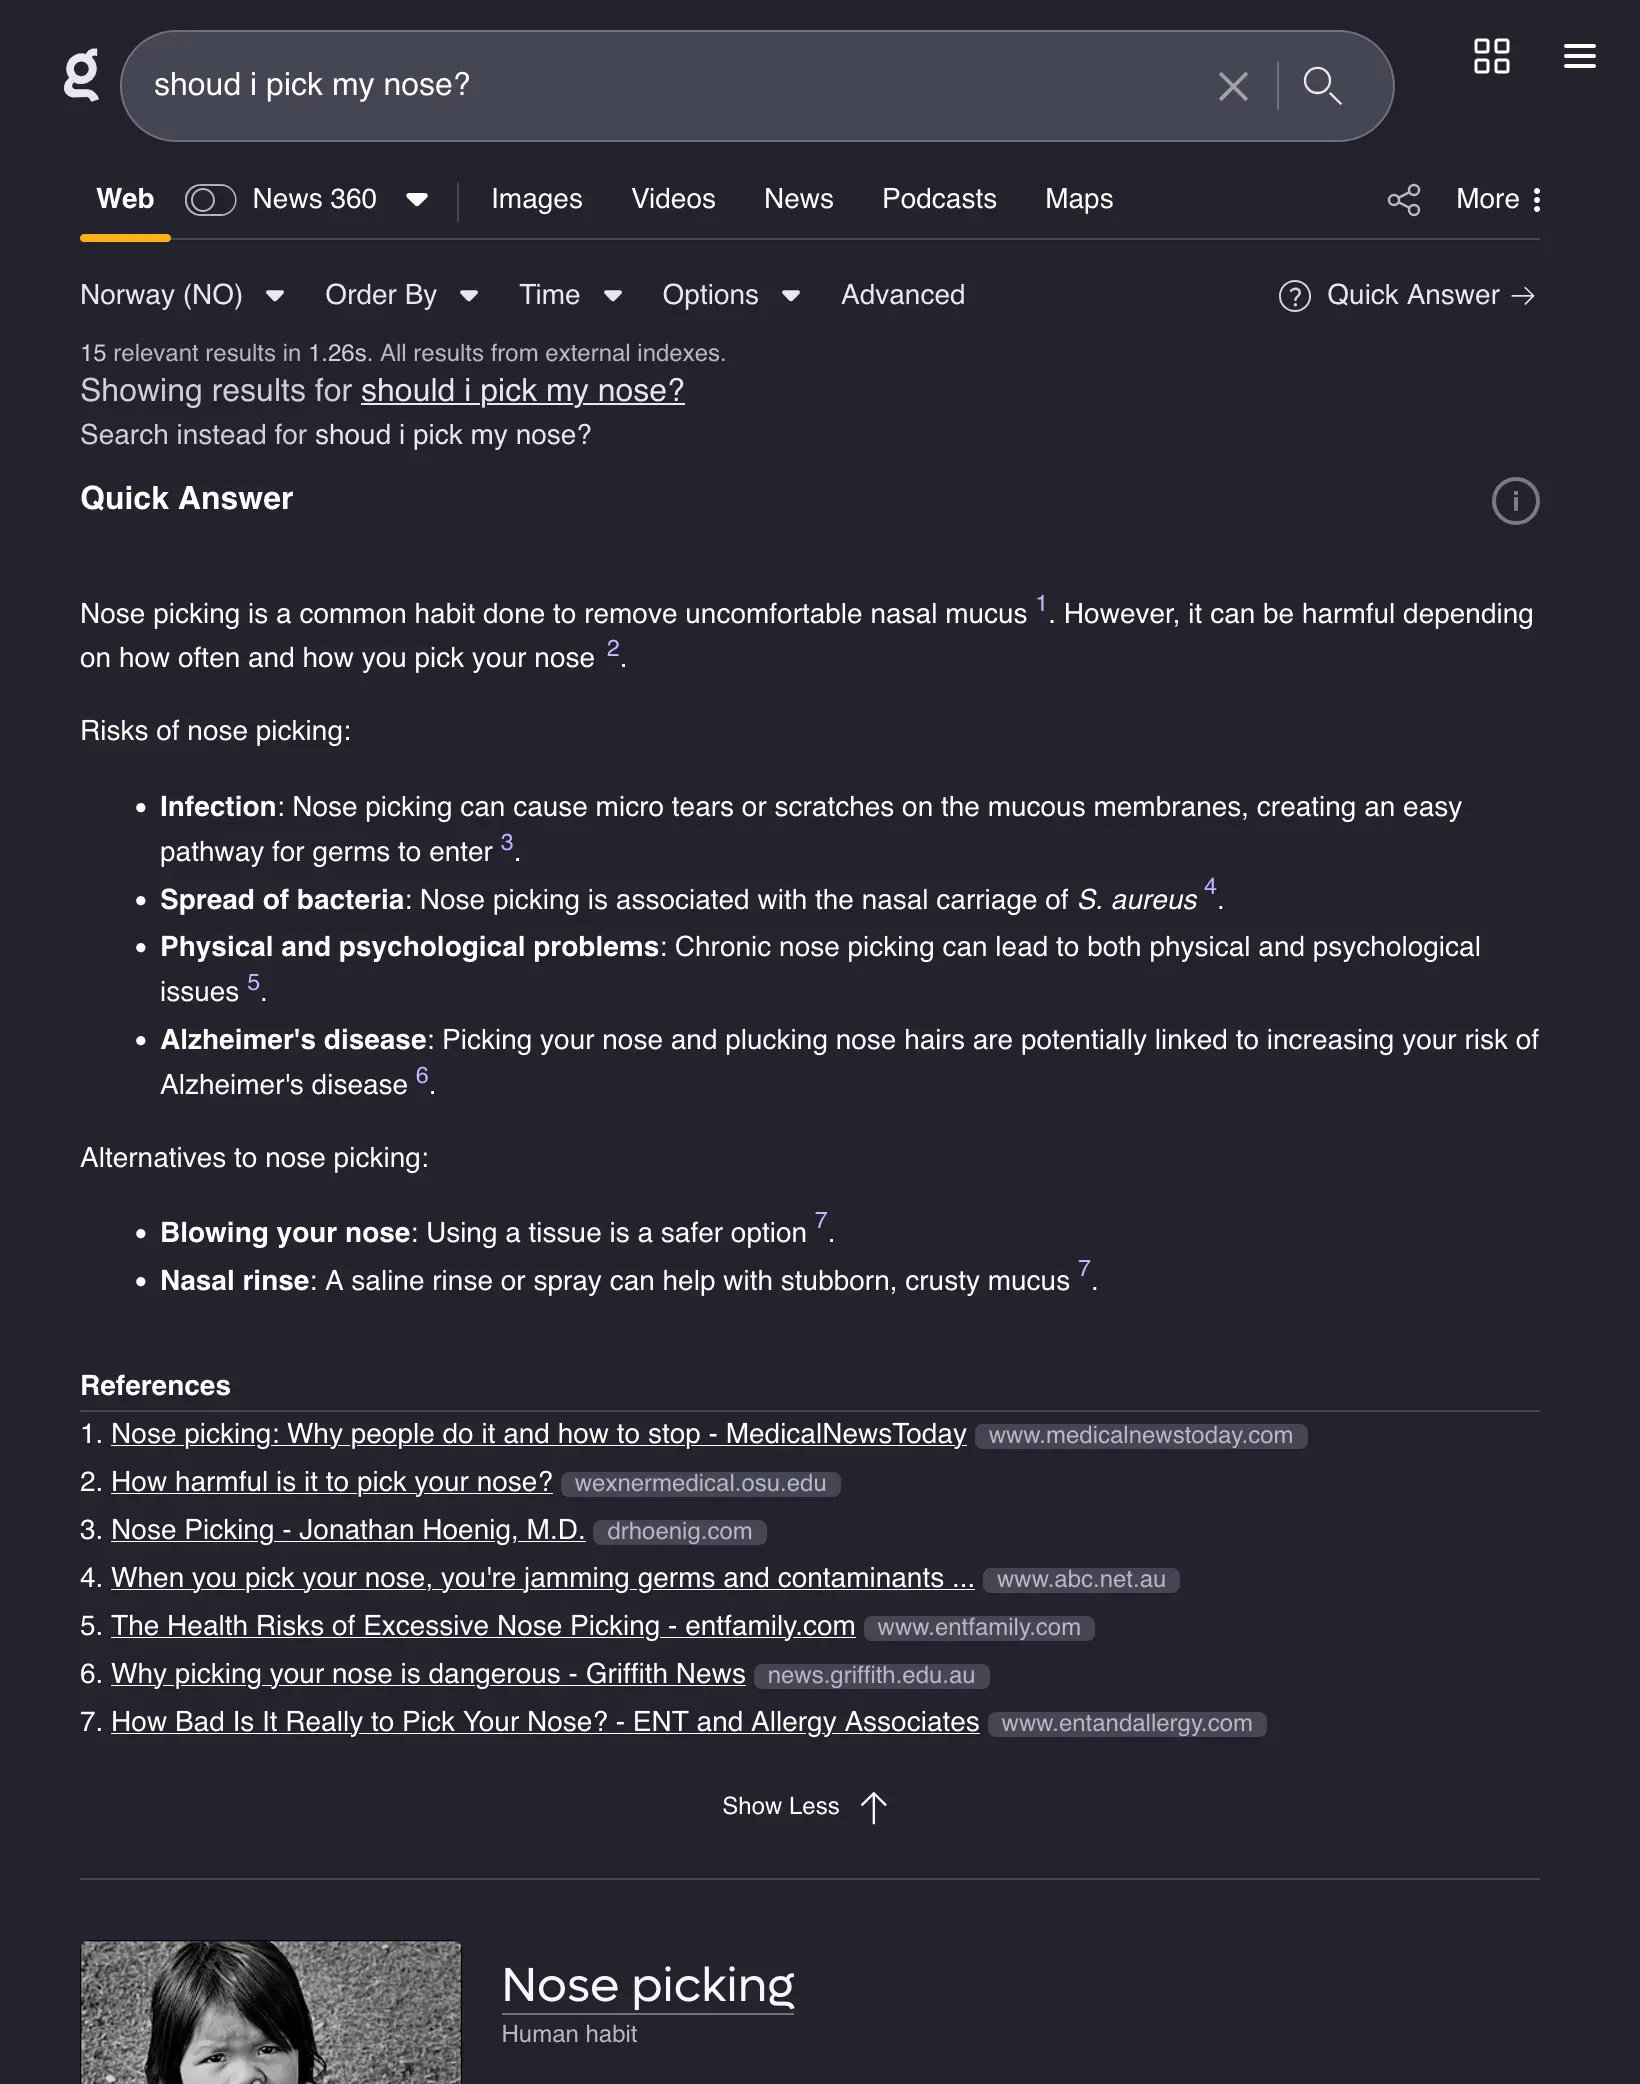 g
shoud i pick my nose?
Web News 360 Images Videos News Podcasts Maps More
Norway (NO) Order By Time Options Advanced ? Quick Answer →
15 relevant results in 1.26s. All results from external indexes.
Showing results for should i pick my nose?
Search instead for shoud i pick my nose?
Quick Answer i
Nose picking is a common habit done to remove uncomfortable nasal mucus 1. However, it can be harmful depending
on how often and how you pick your nose 2.
Risks of nose picking:
• Infection: Nose picking can cause micro tears or scratches on the mucous membranes, creating an easy
pathway for germs to enter 3.
• Spread of bacteria: Nose picking is associated with the nasal carriage of S. aureus 4.
• Physical and psychological problems: Chronic nose picking can lead to both physical and psychological
issues 5.
• Alzheimer's disease: Picking your nose and plucking nose hairs are potentially linked to increasing your risk of
Alzheimer's disease 6.
Alternatives to nose picking:
• Blowing your nose: Using a tissue is a safer option 7.
• Nasal rinse: A saline rinse or spray can help with stubborn, crusty mucus 7.
References
1. Nose picking: Why people do it and how to stop - MedicalNewsToday www.medicalnewstoday.com
2. How harmful is it to pick your nose? wexnermedical.osu.edu
3. Nose Picking - Jonathan Hoenig, M.D. drhoenig.com
4. When you pick your nose, you're jamming germs and contaminants ... www.abc.net.au
5. The Health Risks of Excessive Nose Picking - entfamily.com www.entfamily.com
6. Why picking your nose is dangerous - Griffith News news.griffith.edu.au
7. How Bad Is It Really to Pick Your Nose? - ENT and Allergy Associates www.entandallergy.com
Show Less ↑
Nose picking
Human habit